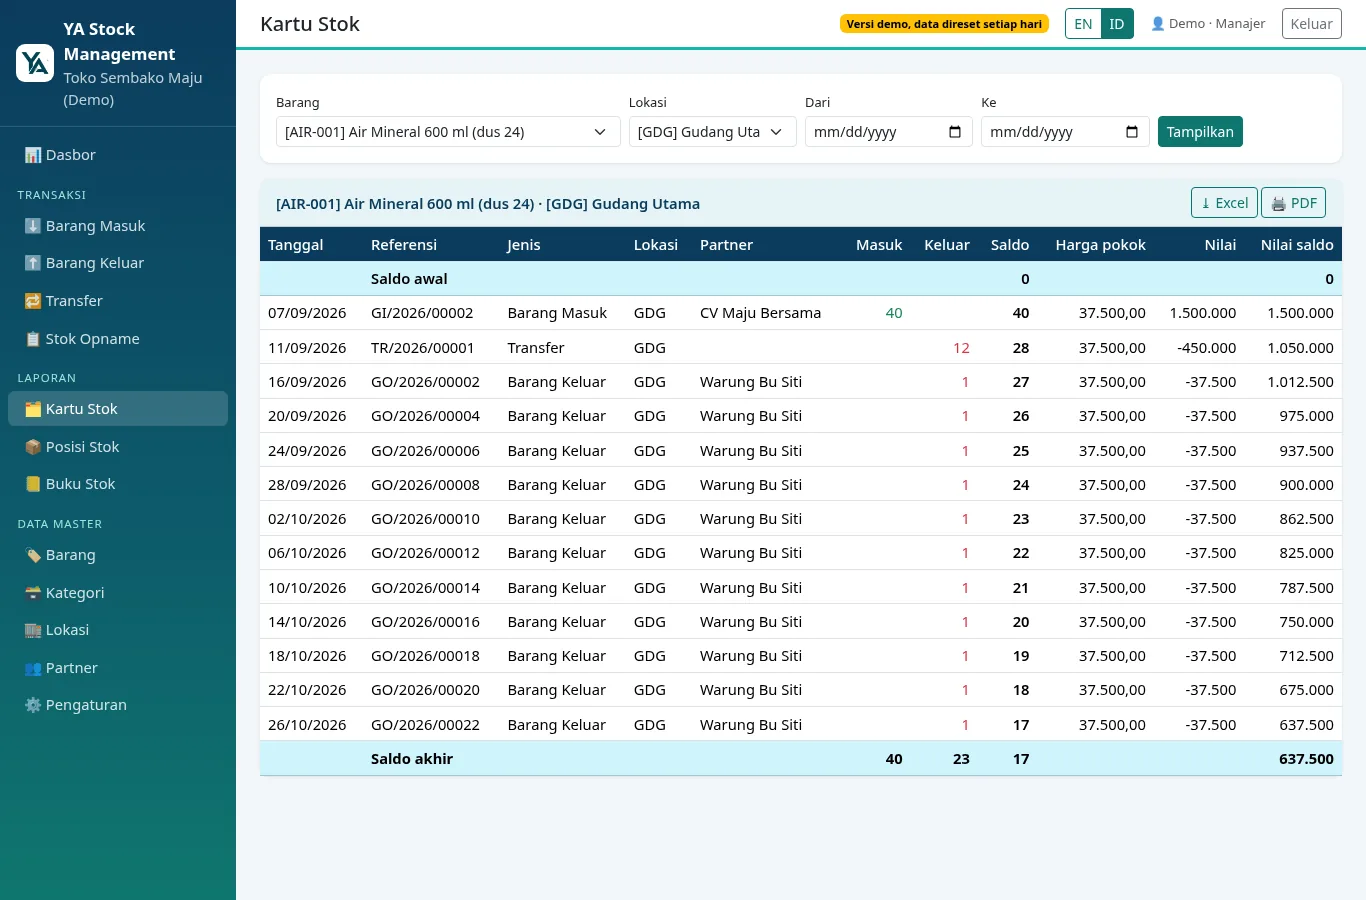 YA Stock
Management
Toko Sembako Maju
(Demo)
YA
Dasbor
TRANSAKSI
Barang Masuk
Barang Keluar
Transfer
Stok Opname
LAPORAN
Kartu Stok
Posisi Stok
Buku Stok
DATA MASTER
Barang
Kategori
Lokasi
Partner
Pengaturan
Kartu Stok
Versi demo, data direset setiap hari
EN ID
Demo · Manajer
Keluar
Barang Lokasi Dari Ke
[AIR-001] Air Mineral 600 ml (dus 24) [GDG] Gudang Uta mm/dd/yyyy mm/dd/yyyy Tampilkan
[AIR-001] Air Mineral 600 ml (dus 24) · [GDG] Gudang Utama
⤓ Excel PDF
Tanggal Referensi Jenis Lokasi Partner Masuk Keluar Saldo Harga pokok Nilai Nilai saldo
Saldo awal 0 0
07/09/2026 GI/2026/00002 Barang Masuk GDG CV Maju Bersama 40 40 37.500,00 1.500.000 1.500.000
11/09/2026 TR/2026/00001 Transfer GDG 12 28 37.500,00 -450.000 1.050.000
16/09/2026 GO/2026/00002 Barang Keluar GDG Warung Bu Siti 1 27 37.500,00 -37.500 1.012.500
20/09/2026 GO/2026/00004 Barang Keluar GDG Warung Bu Siti 1 26 37.500,00 -37.500 975.000
24/09/2026 GO/2026/00006 Barang Keluar GDG Warung Bu Siti 1 25 37.500,00 -37.500 937.500
28/09/2026 GO/2026/00008 Barang Keluar GDG Warung Bu Siti 1 24 37.500,00 -37.500 900.000
02/10/2026 GO/2026/00010 Barang Keluar GDG Warung Bu Siti 1 23 37.500,00 -37.500 862.500
06/10/2026 GO/2026/00012 Barang Keluar GDG Warung Bu Siti 1 22 37.500,00 -37.500 825.000
10/10/2026 GO/2026/00014 Barang Keluar GDG Warung Bu Siti 1 21 37.500,00 -37.500 787.500
14/10/2026 GO/2026/00016 Barang Keluar GDG Warung Bu Siti 1 20 37.500,00 -37.500 750.000
18/10/2026 GO/2026/00018 Barang Keluar GDG Warung Bu Siti 1 19 37.500,00 -37.500 712.500
22/10/2026 GO/2026/00020 Barang Keluar GDG Warung Bu Siti 1 18 37.500,00 -37.500 675.000
26/10/2026 GO/2026/00022 Barang Keluar GDG Warung Bu Siti 1 17 37.500,00 -37.500 637.500
Saldo akhir 40 23 17 637.500